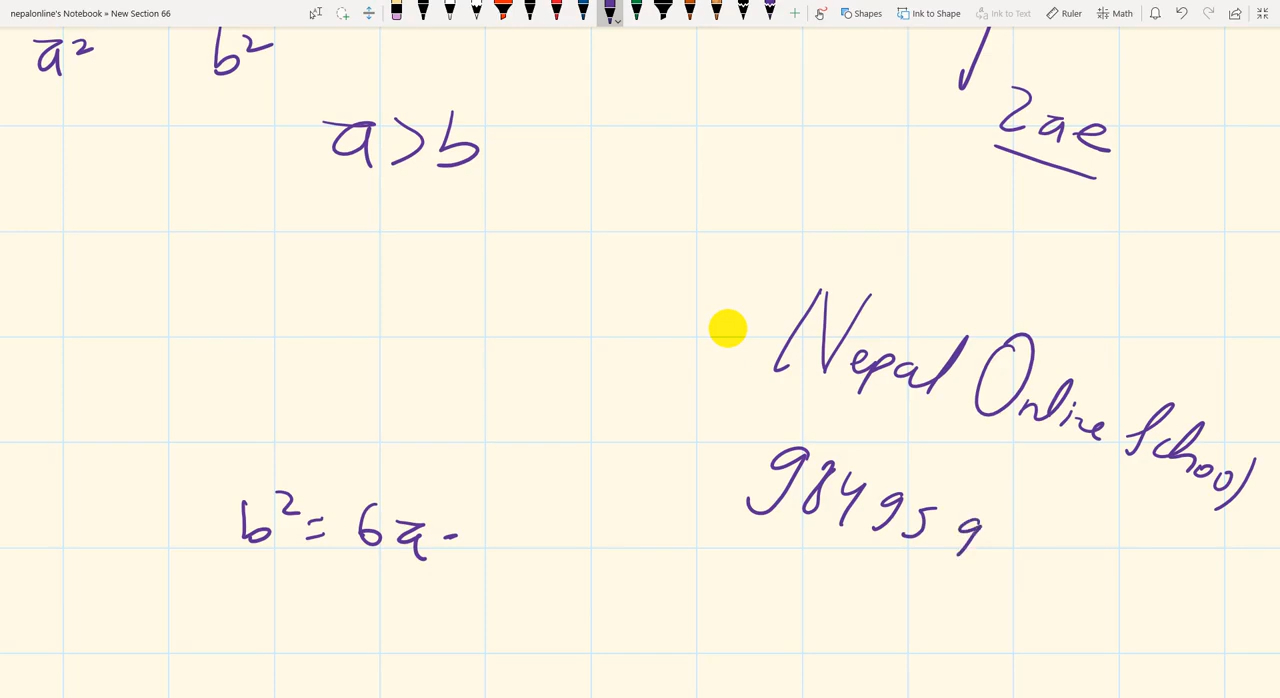 nepalonline's Notebook » New Section 66
Shapes Ink to Shape Ink to Text Ruler Math
a² b²
a > b
2ae
Nepal Online School
984959
b² = 6a -